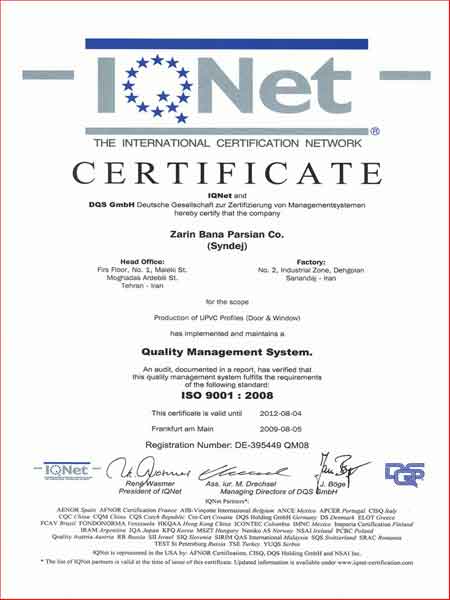 IQNet
®
THE INTERNATIONAL CERTIFICATION NETWORK
CERTIFICATE
IQNet and
DQS GmbH Deutsche Gesellschaft zur Zertifizierung von Managementsystemen
hereby certify that the company
Zarin Bana Parsian Co.
(Syndej)
Head Office:
Firs Floor, No. 1, Maleki St.
Moghadas Ardebili St.
Tehran - Iran
Factory:
No. 2, Industrial Zone, Dehgolan
Sanandaj - Iran
for the scope
Production of UPVC Profiles (Door & Window)
has implemented and maintains a
Quality Management System.
An audit, documented in a report, has verified that
this quality management system fulfills the requirements
of the following standard:
ISO 9001 : 2008
This certificate is valid until 2012-08-04
Frankfurt am Main 2009-08-05
Registration Number: DE-395449 QM08
IQNet
René Wasmer
President of IQNet
Ass. iur. M. Drechsel J. Böge
Managing Directors of DQS GmbH
DQS
IQNet Partners*:
AENOR Spain AFNOR Certification France AIB-Vinçotte International Belgium ANCE Mexico APCER Portugal CISQ Italy
CQC China CQM China CQS Czech Republic Cro Cert Croatia DQS Holding GmbH Germany DS Denmark ELOT Greece
FCAV Brazil FONDONORMA Venezuela HKQAA Hong Kong China ICONTEC Colombia IMNC Mexico Inspecta Certification Finland
IRAM Argentina JQA Japan KFQ Korea MSZT Hungary Nemko AS Norway NSAI Ireland PCBC Poland
Quality Austria Austria RR Russia SII Israel SIQ Slovenia SIRIM QAS International Malaysia SQS Switzerland SRAC Romania
TEST St Petersburg Russia TSE Turkey YUQS Serbia
IQNet is represented in the USA by: AFNOR Certification, CISQ, DQS Holding GmbH and NSAI Inc.
* The list of IQNet partners is valid at the time of issue of this certificate. Updated information is available under www.iqnet-certification.com